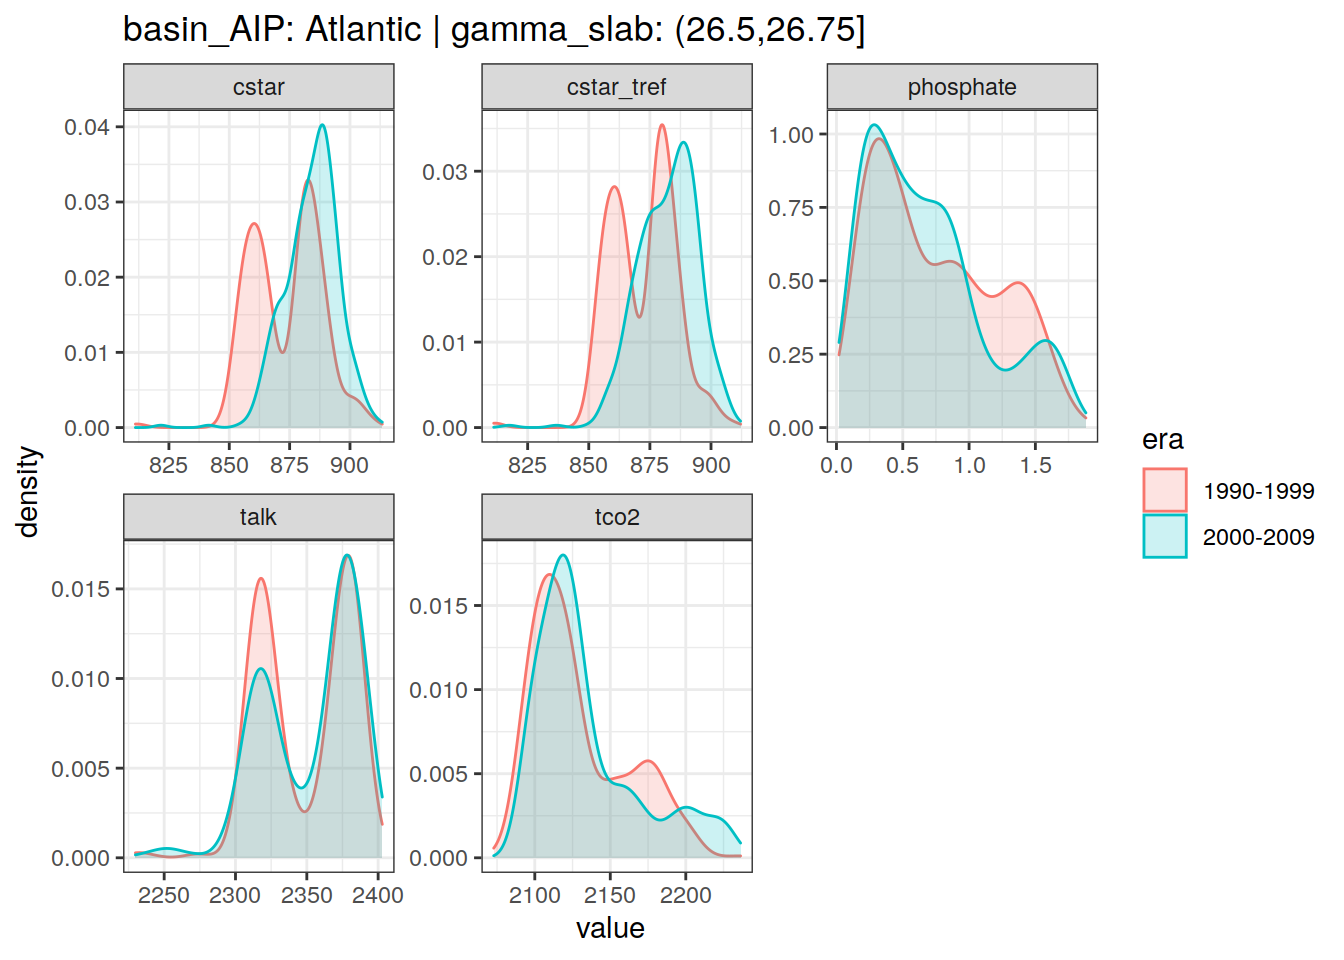 basin_AIP: Atlantic | gamma_slab: (26.5,26.75]
cstar
cstar_tref
phosphate
0.04
0.03
0.02
0.01
0.00
825 850 875 900
0.03
0.02
0.01
0.00
825 850 875 900
1.00
0.75
0.50
0.25
0.00
0.0 0.5 1.0 1.5
talk
tco2
0.015
0.010
0.005
0.000
2250 2300 2350 2400
0.015
0.010
0.005
0.000
2100 2150 2200
density
value
era
1990-1999
2000-2009